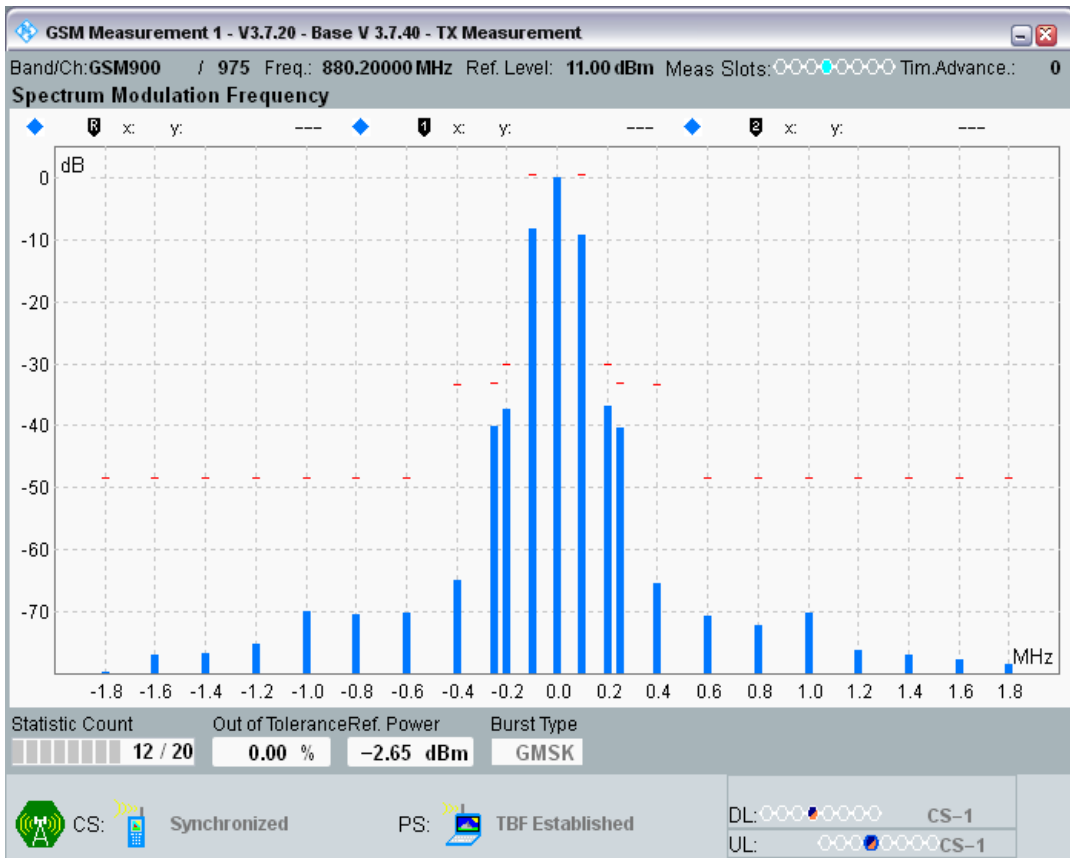 GSM Measurement 1 - V3.7.20 - Base V 3.7.40 - TX Measurement
Band/Ch:GSM900 / 975 Freq.: 880.20000 MHz Ref. Level: 11.00 dBm Meas Slots: Tim.Advance.: 0
Spectrum Modulation Frequency
R x: y: --- 1 x: y: --- 2 x: y: ---
dB
0
-10
-20
-30
-40
-50
-60
-70
MHz
-1.8 -1.6 -1.4 -1.2 -1.0 -0.8 -0.6 -0.4 -0.2 0.0 0.2 0.4 0.6 0.8 1.0 1.2 1.4 1.6 1.8
Statistic Count Out of Tolerance Ref. Power Burst Type
12 / 20 0.00 % −2.65 dBm GMSK
CS: Synchronized PS: TBF Established
DL: CS−1
UL: CS−1